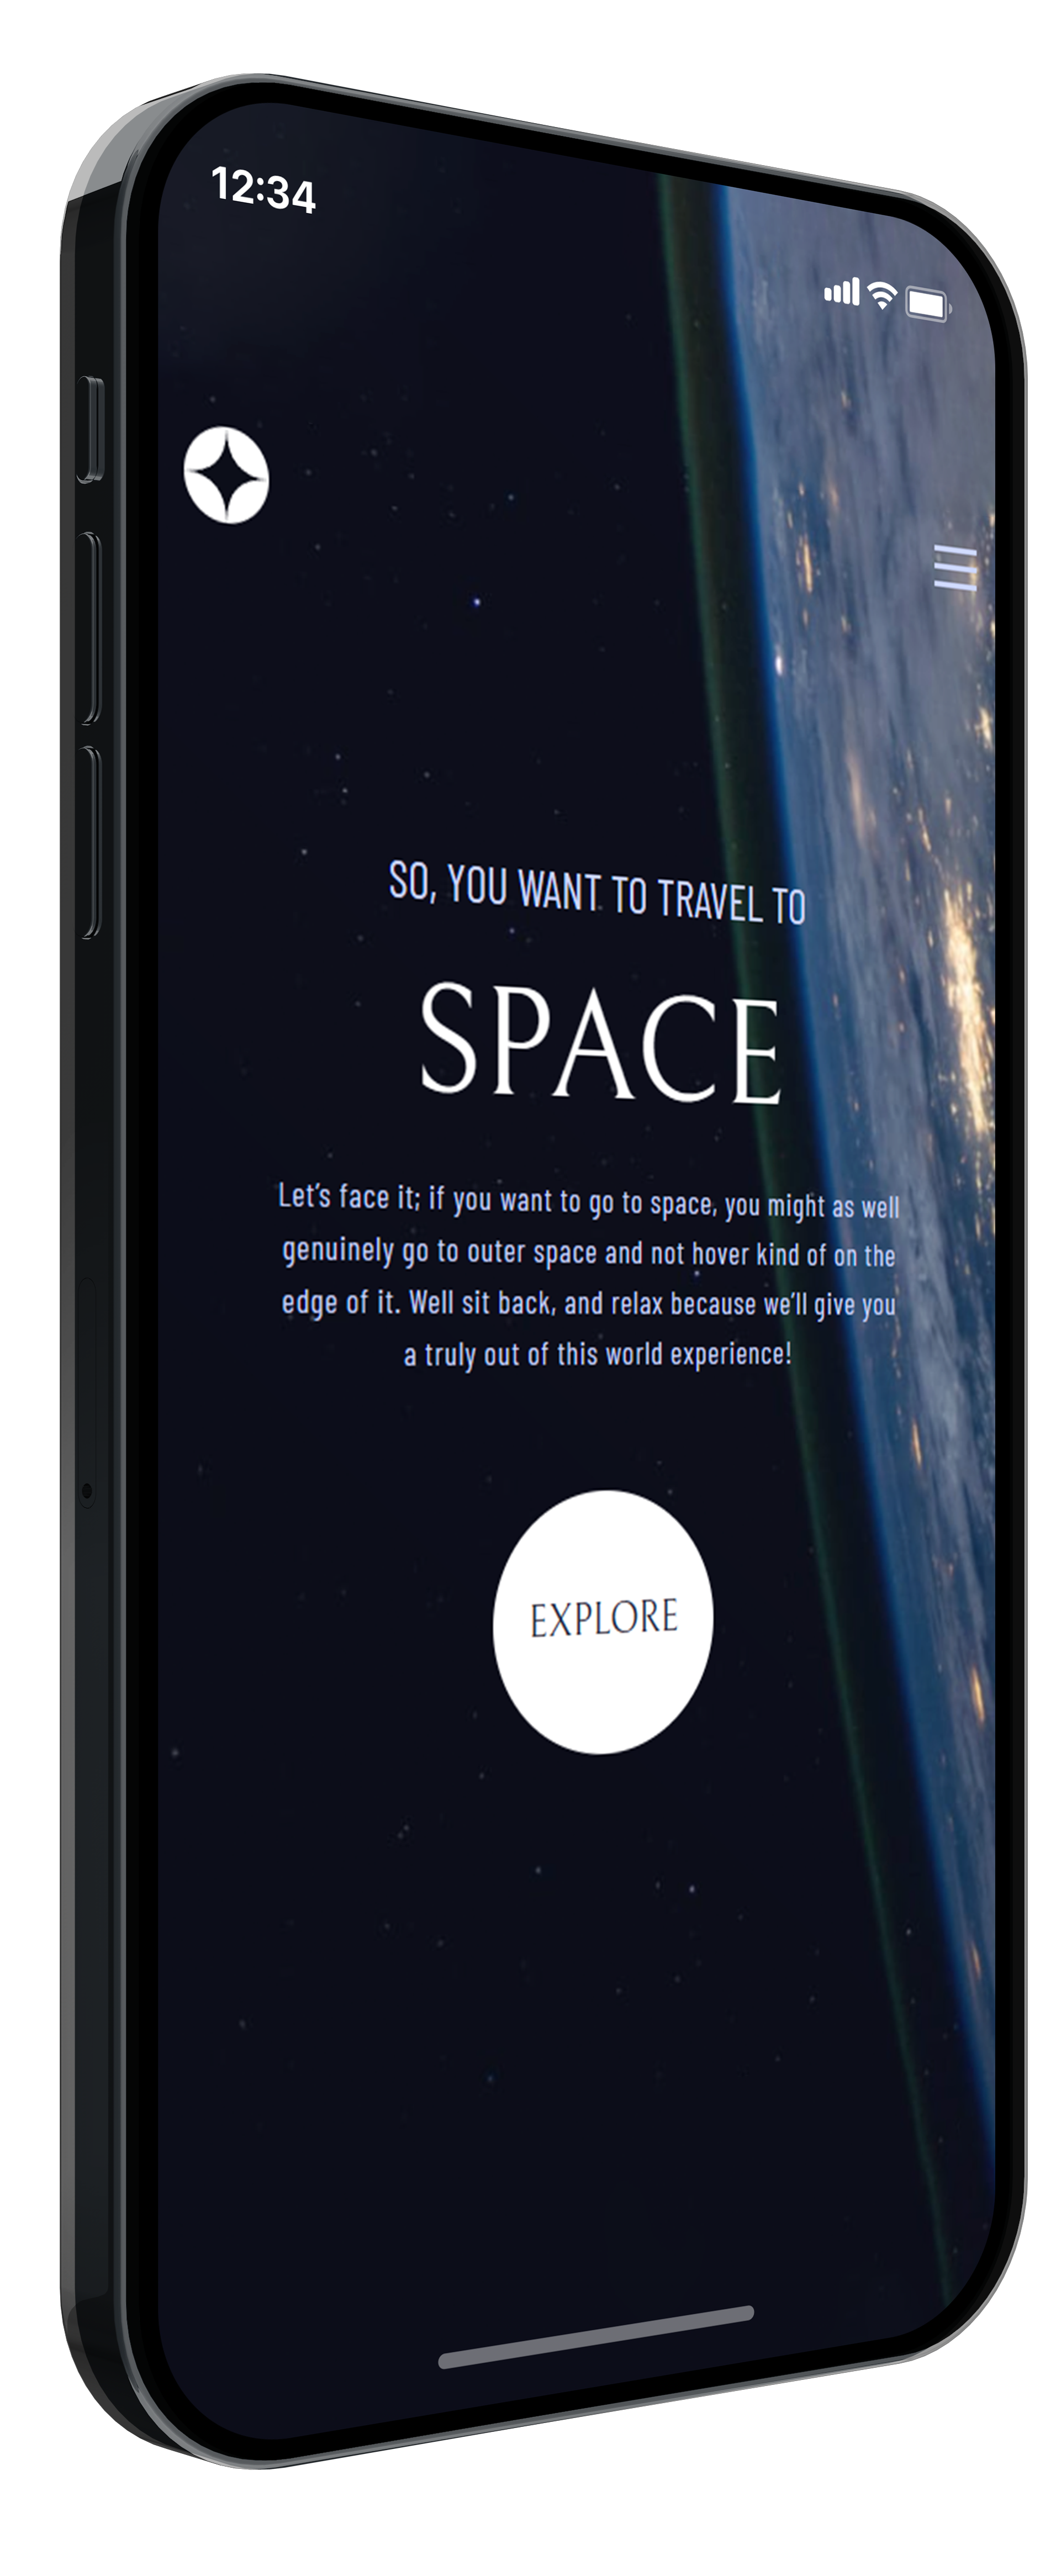 12:34
SO, YOU WANT TO TRAVEL TO
SPACE
Let’s face it; if you want to go to space, you might as well
genuinely go to outer space and not hover kind of on the
edge of it. Well sit back, and relax because we’ll give you
a truly out of this world experience!
EXPLORE